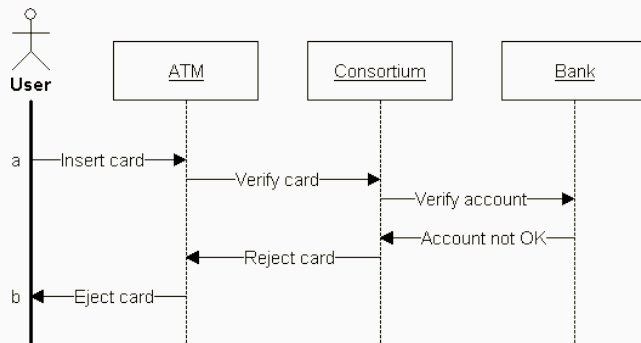 User
ATM
Consortium
Bank
a
Insert card
Verify card
Verify account
Account not OK
Reject card
b
Eject card